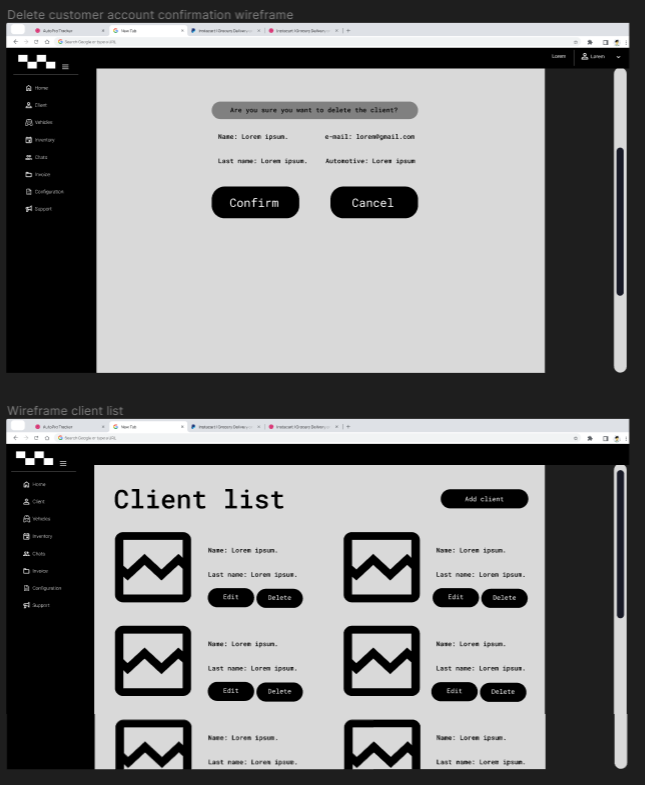 Delete customer account confirmation wireframe
AutoPro Tracker
New Tab
Instacart | Grocery Delivery
Instacart | Grocery Delivery
Search Google or type a URL
Lorem
Lorem
Home
Client
Vehicles
Inventory
Chats
Invoice
Configuration
Support
Are you sure you want to delete the client?
Name: Lorem ipsum. e-mail: lorem@gmail.com
Last name: Lorem ipsum. Automotive: Lorem ipsum
Confirm Cancel
Wireframe client list
AutoPro Tracker
New Tab
Instacart | Grocery Delivery
Instacart | Grocery Delivery
Search Google or type a URL
Home
Client
Vehicles
Inventory
Chats
Invoice
Configuration
Support
Client list
Add client
Name: Lorem ipsum. Name: Lorem ipsum.
Last name: Lorem ipsum. Last name: Lorem ipsum.
Edit Delete Edit Delete
Name: Lorem ipsum. Name: Lorem ipsum.
Last name: Lorem ipsum. Last name: Lorem ipsum.
Edit Delete Edit Delete
Name: Lorem ipsum. Name: Lorem ipsum.
Last name: Lorem ipsum. Last name: Lorem ipsum.